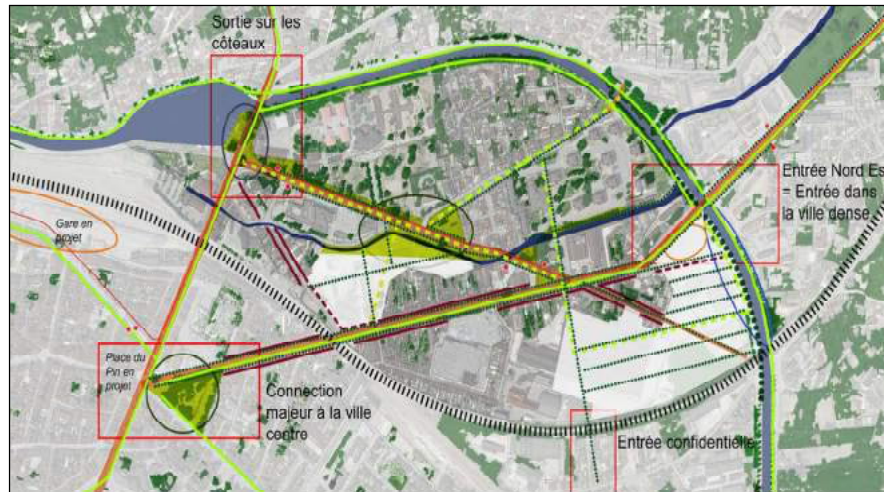 Sortie sur les
côteaux
Entrée Nord Es
= Entrée dans
la ville dense
Gare en
projet
Place du
Pin en
projet
Connection
majeur à la ville
centre
Entrée confidentielle